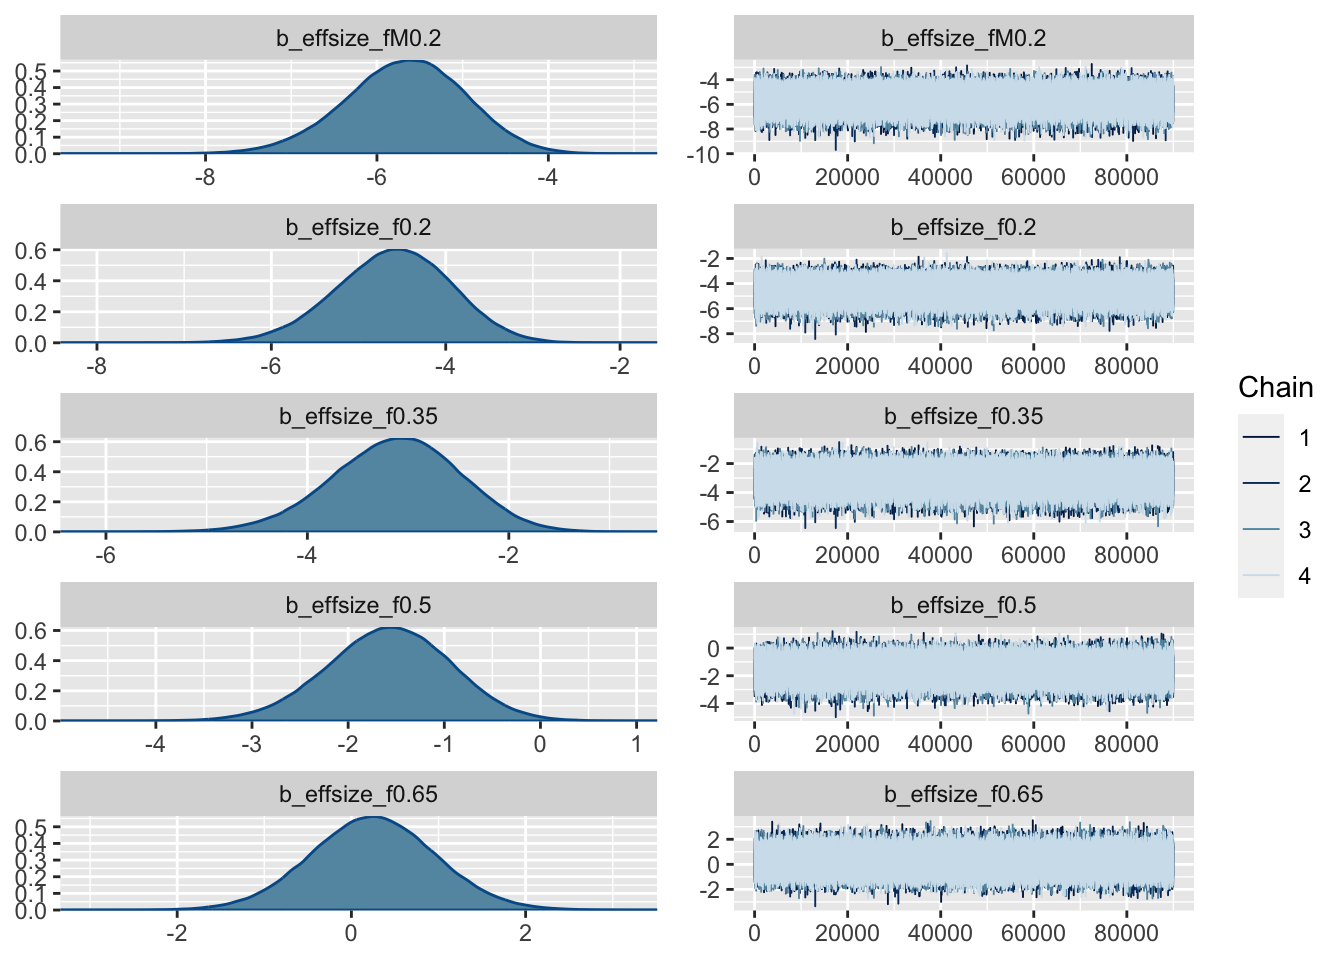 b_effsize_fM0.2
0.5
0.4
0.3
0.2
0.1
0.0
-8 -6 -4
b_effsize_fM0.2
-4
-6
-8
-10
0 20000 40000 60000 80000
b_effsize_f0.2
0.6
0.4
0.2
0.0
-8 -6 -4 -2
b_effsize_f0.2
-2
-4
-6
-8
0 20000 40000 60000 80000
b_effsize_f0.35
0.6
0.4
0.2
0.0
-6 -4 -2
b_effsize_f0.35
-2
-4
-6
0 20000 40000 60000 80000
b_effsize_f0.5
0.6
0.4
0.2
0.0
-4 -3 -2 -1 0 1
b_effsize_f0.5
0
-2
-4
0 20000 40000 60000 80000
b_effsize_f0.65
0.5
0.4
0.3
0.2
0.1
0.0
-2 0 2
b_effsize_f0.65
2
0
-2
0 20000 40000 60000 80000
Chain
1
2
3
4